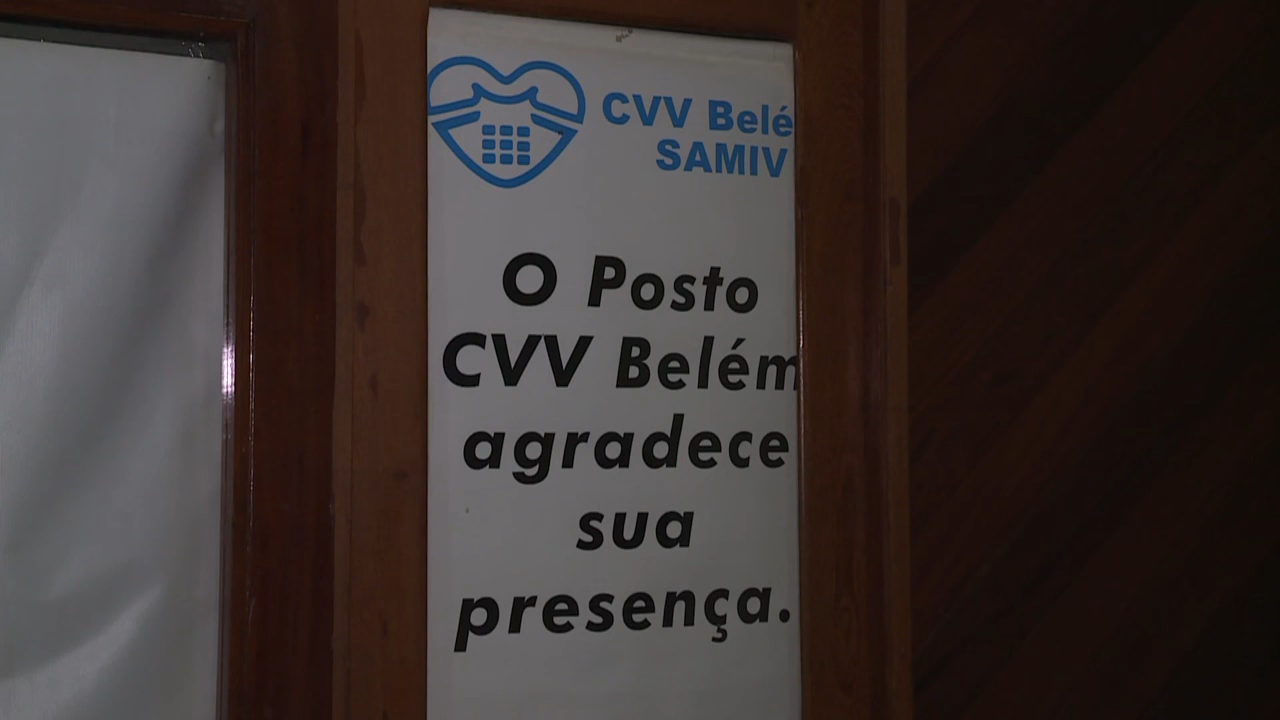 CVV Belé
SAMIV
O Posto
CVV Belém
agradece
sua
presença.